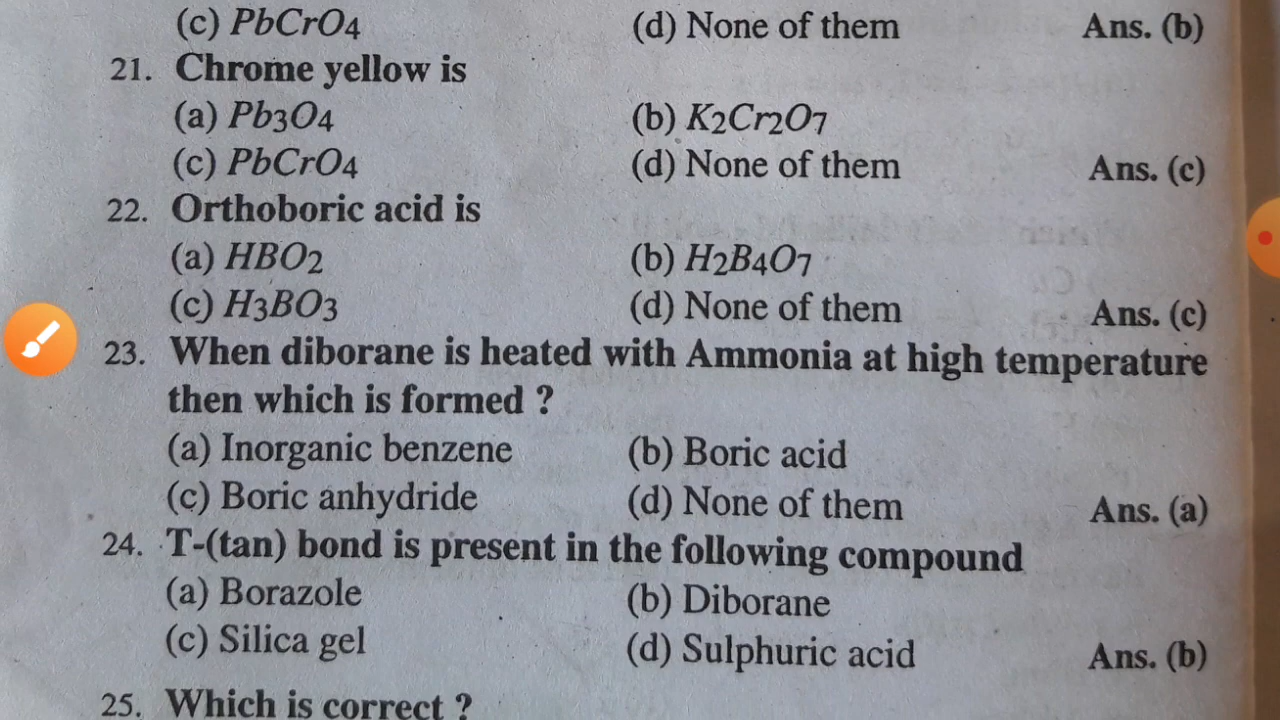 (c) PbCrO4 (d) None of them Ans. (b)
21. Chrome yellow is
(a) Pb3O4 (b) K2Cr2O7
(c) PbCrO4 (d) None of them Ans. (c)
22. Orthoboric acid is
(a) HBO2 (b) H2B4O7
(c) H3BO3 (d) None of them Ans. (c)
23. When diborane is heated with Ammonia at high temperature
then which is formed ?
(a) Inorganic benzene (b) Boric acid
(c) Boric anhydride (d) None of them Ans. (a)
24. T-(tan) bond is present in the following compound
(a) Borazole (b) Diborane
(c) Silica gel (d) Sulphuric acid Ans. (b)
25. Which is correct ?